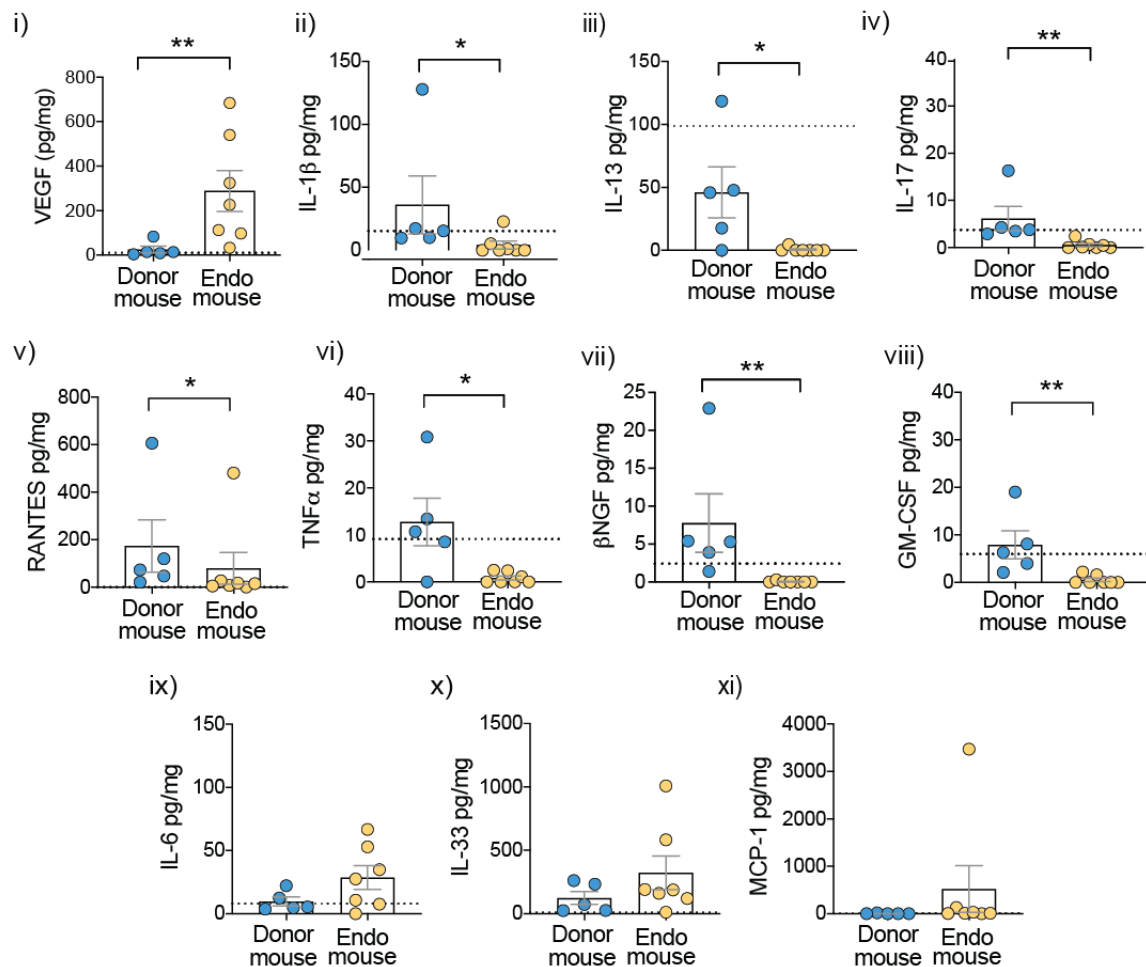 i)
**
VEGF (pg/mg)
800
600
400
200
0
Donor mouse
Endo mouse
ii)
*
IL-1β pg/mg
150
100
50
0
Donor mouse
Endo mouse
iii)
*
IL-13 pg/mg
150
100
50
0
Donor mouse
Endo mouse
iv)
**
IL-17 pg/mg
40
30
20
10
0
Donor mouse
Endo mouse
v)
*
RANTES pg/mg
800
600
400
200
0
Donor mouse
Endo mouse
vi)
*
TNFα pg/mg
40
30
20
10
0
Donor mouse
Endo mouse
vii)
**
βNGF pg/mg
25
20
15
10
5
0
Donor mouse
Endo mouse
viii)
**
GM-CSF pg/mg
40
30
20
10
0
Donor mouse
Endo mouse
ix)
IL-6 pg/mg
150
100
50
0
Donor mouse
Endo mouse
x)
IL-33 pg/mg
1500
1000
500
0
Donor mouse
Endo mouse
xi)
MCP-1 pg/mg
4000
3000
2000
1000
0
Donor mouse
Endo mouse